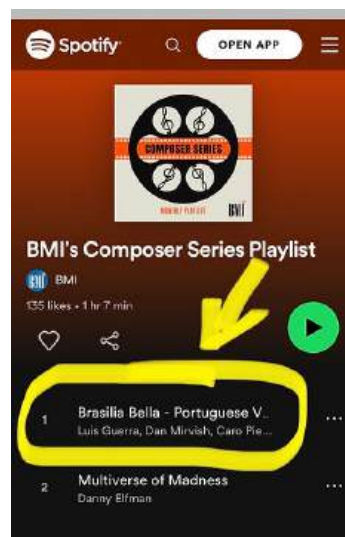 Spotify
OPEN APP
COMPOSER SERIES
MONTHLY PLAYLIST BMI
BMI's Composer Series Playlist
BMI BMI
135 likes • 1 hr 7 min
1 Brasilia Bella - Portuguese V..
Luis Guerra, Dan Mirvish, Caro Pie...
2 Multiverse of Madness
Danny Elfman